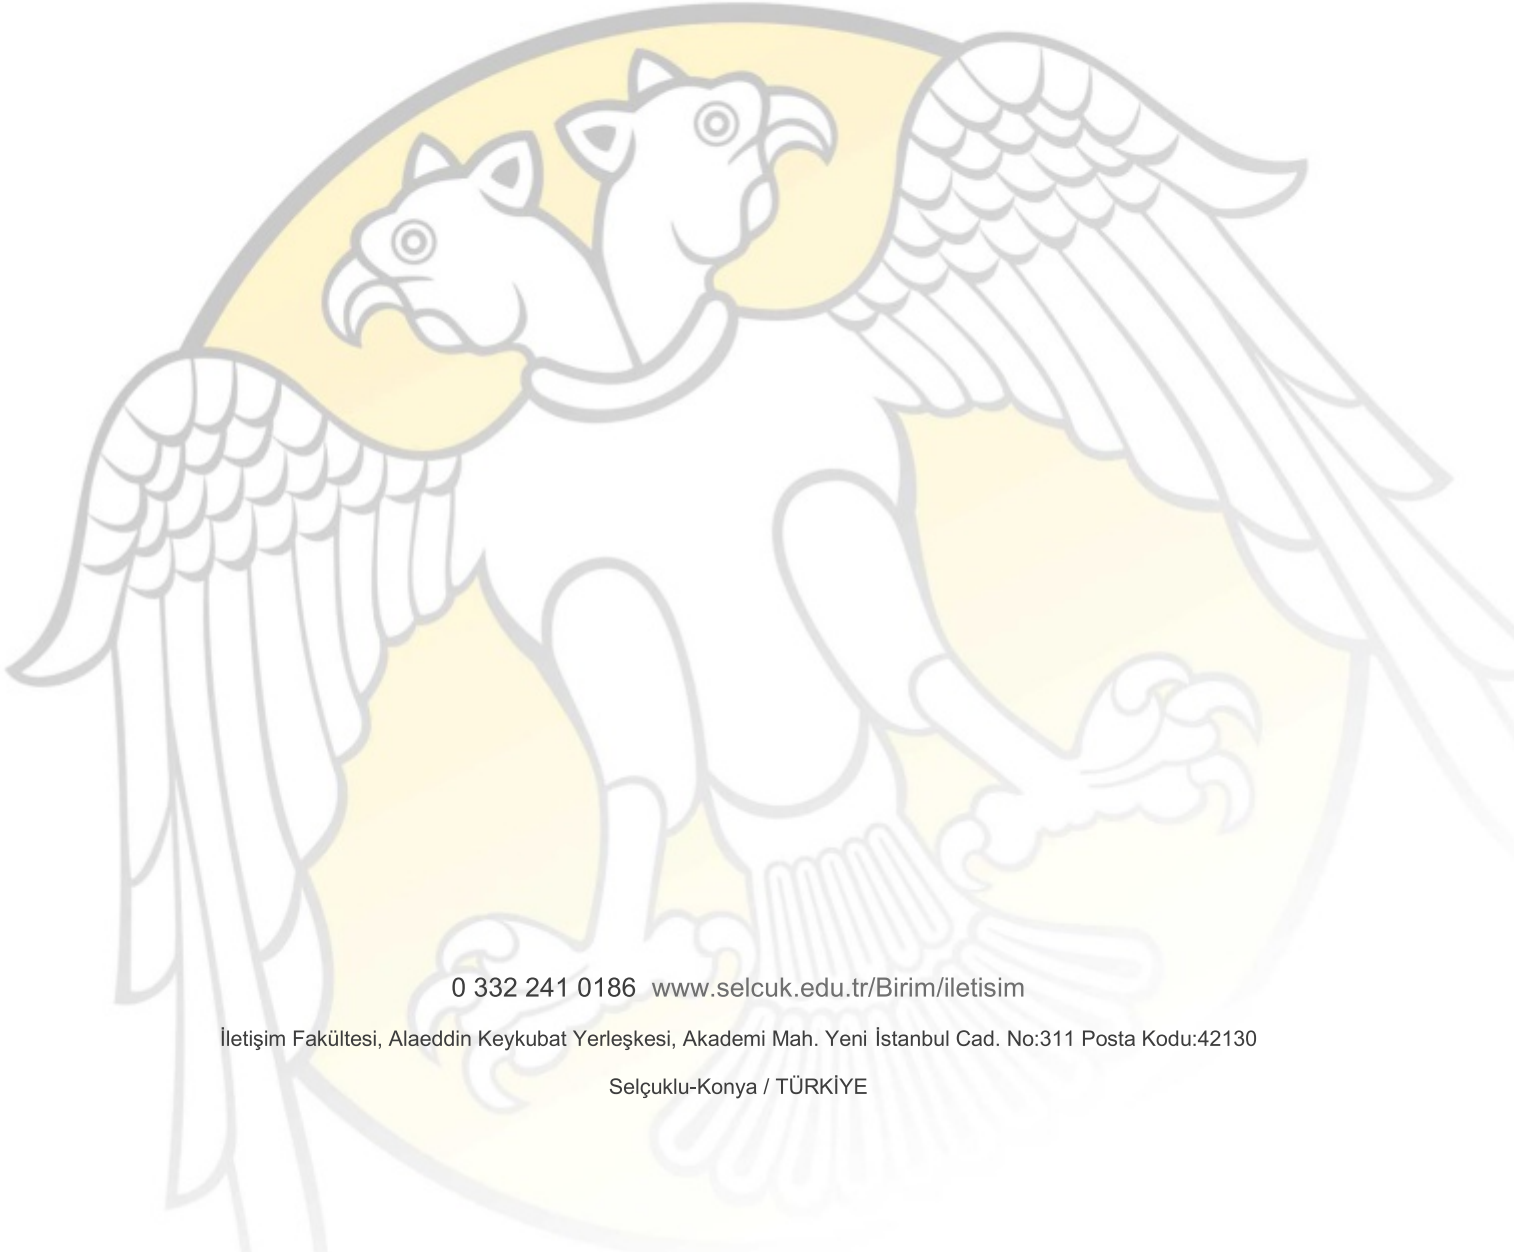 0 332 241 0186 www.selcuk.edu.tr/Birim/iletisim
İletişim Fakültesi, Alaeddin Keykubat Yerleşkesi, Akademi Mah. Yeni İstanbul Cad. No:311 Posta Kodu:42130
Selçuklu-Konya / TÜRKİYE